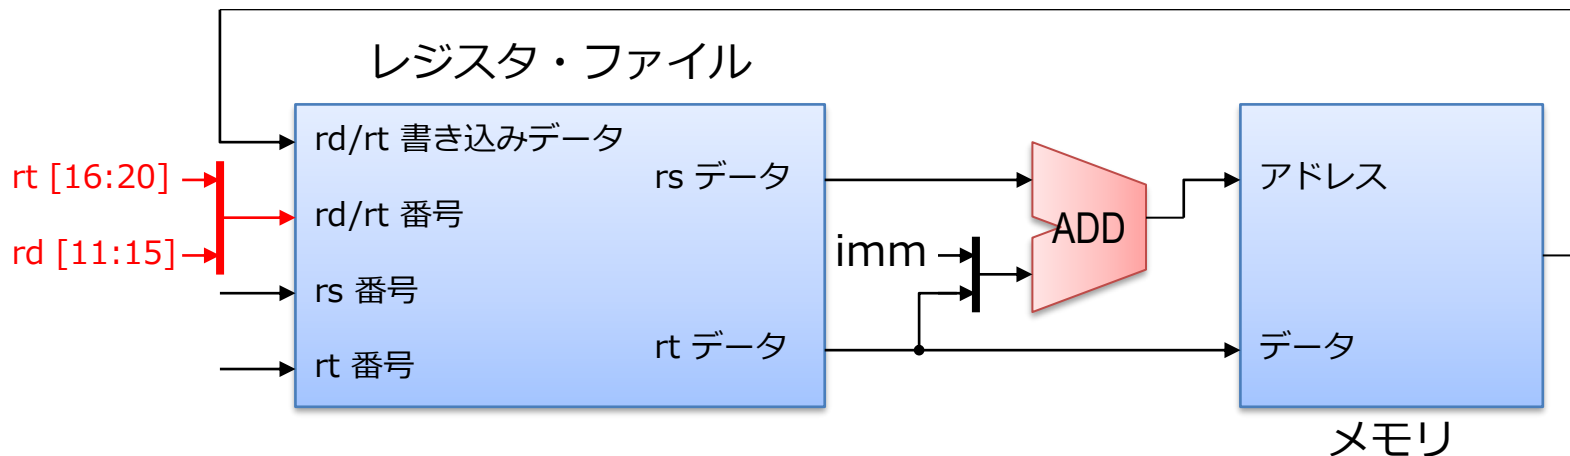 レジスタ・ファイル
rd/rt 書き込みデータ
rt [16:20]
rs データ
rd/rt 番号
rd [11:15]
rs 番号
rt データ
rt 番号
imm
ADD
アドレス
データ
メモリ